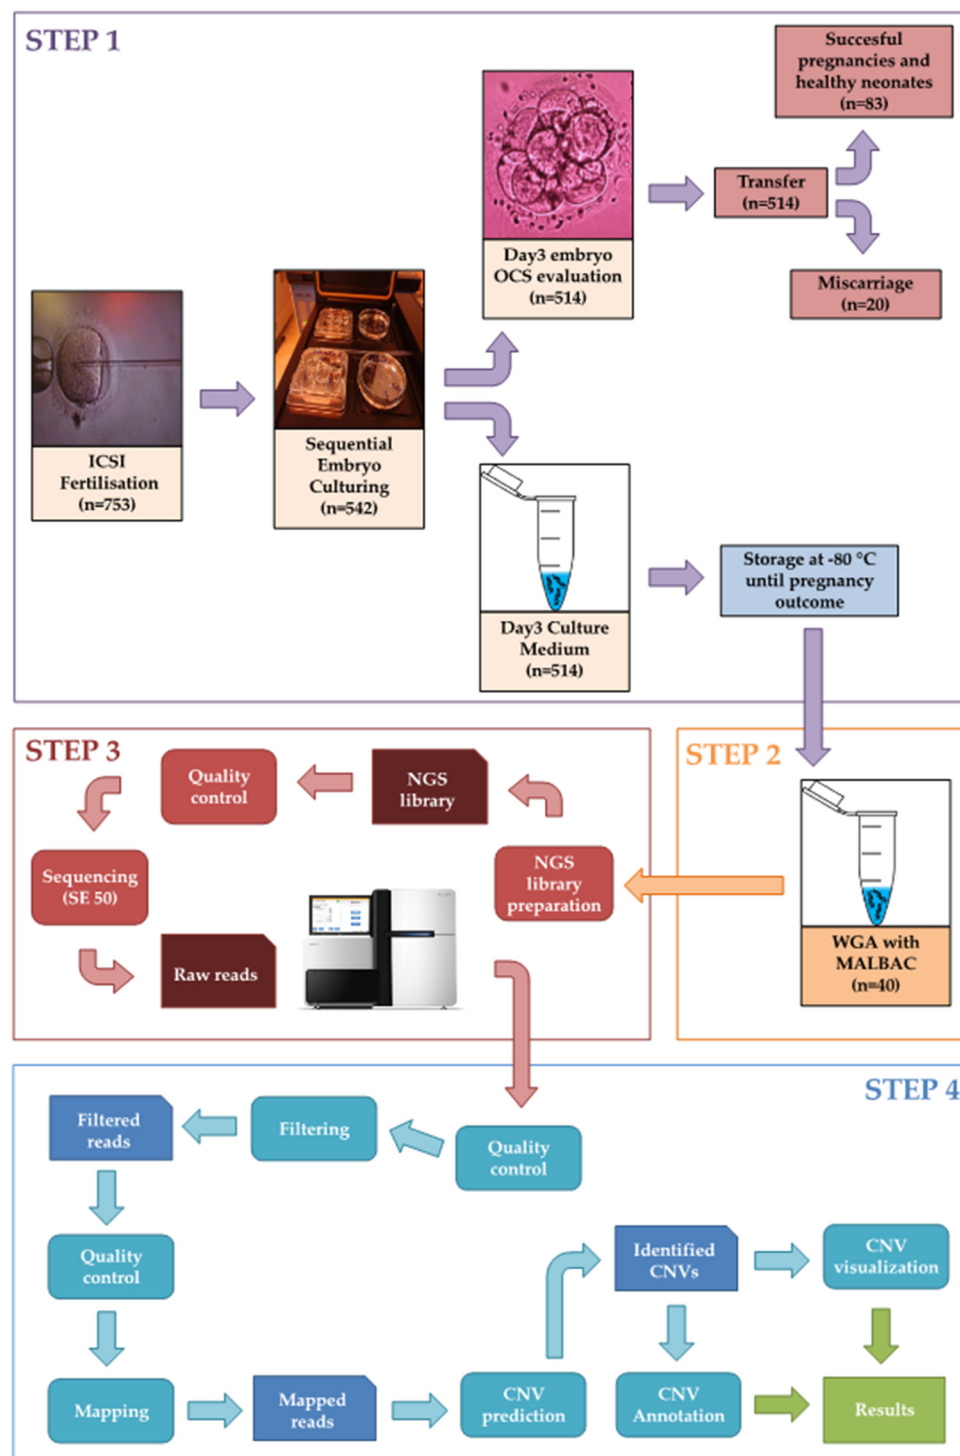 STEP 1
Succesful
pregnancies and
healthy neonates
(n=83)
Transfer
(n=514)
Miscarriage
(n=20)
Day3 embryo
OCS evaluation
(n=514)
ICSI
Fertilisation
(n=753)
Sequential
Embryo
Culturing
(n=542)
Day3 Culture
Medium
(n=514)
Storage at -80 °C
until pregnancy
outcome
STEP 2
WGA with
MALBAC
(n=40)
STEP 3
NGS
library
preparation
NGS
library
Quality
control
Sequencing
(SE 50)
Raw reads
STEP 4
Quality
control
Filtering
Filtered
reads
Quality
control
Mapping
Mapped
reads
CNV
prediction
Identified
CNVs
CNV
visualization
CNV
Annotation
Results